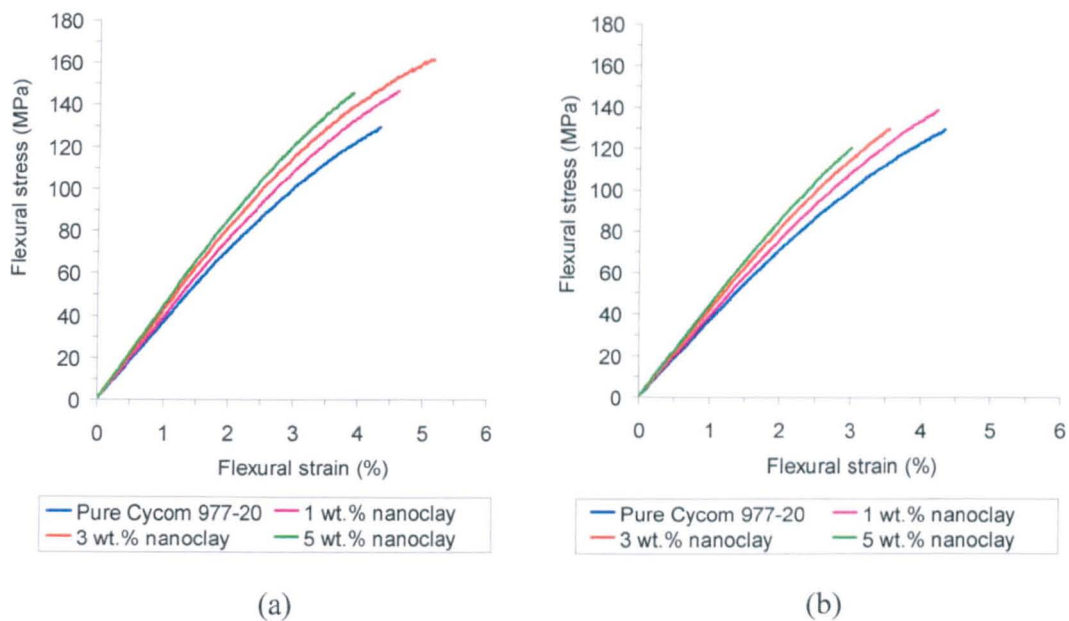 180
160
140
120
100
80
60
40
20
0
Flexural stress (MPa)
0 1 2 3 4 5 6
Flexural strain (%)
Pure Cycom 977-20 1 wt.% nanoclay
3 wt.% nanoclay 5 wt.% nanoclay
(a)
180
160
140
120
100
80
60
40
20
0
Flexural stress (MPa)
0 1 2 3 4 5 6
Flexural strain (%)
Pure Cycom 977-20 1 wt.% nanoclay
3 wt.% nanoclay 5 wt.% nanoclay
(b)